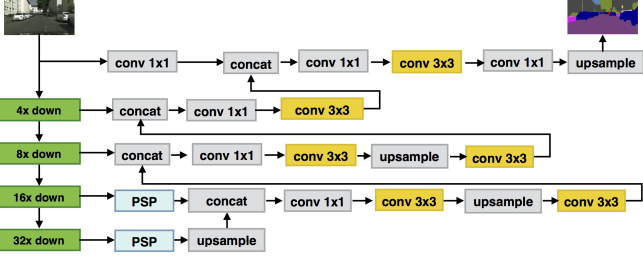 conv 1x1 concat conv 1x1 conv 3x3 conv 1x1 upsample
4x down concat conv 1x1 conv 3x3
8x down concat conv 1x1 conv 3x3 upsample conv 3x3
16x down PSP concat conv 1x1 conv 3x3 upsample conv 3x3
32x down PSP upsample